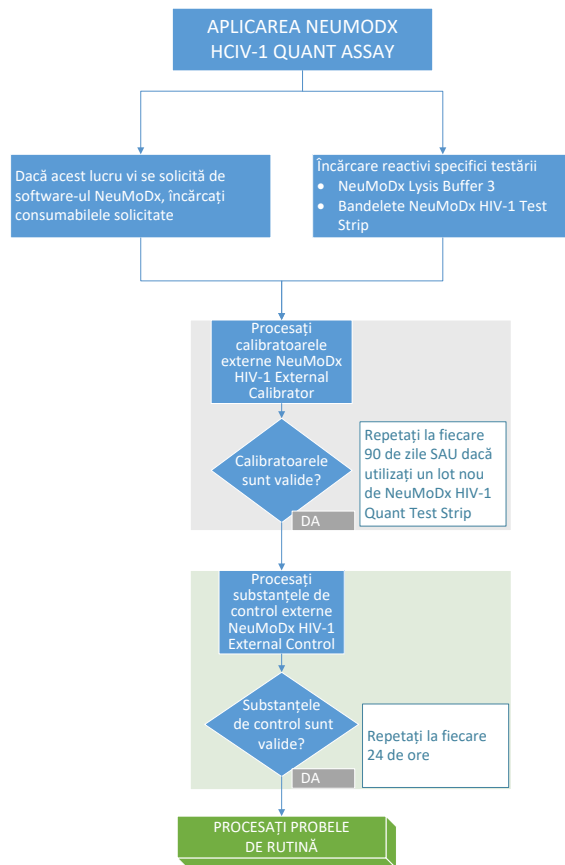 APLICAREA NEUMODX
HCIV-1 QUANT ASSAY
Dacă acest lucru vi se solicită de
software-ul NeuMoDx, încărcați
consumabilele solicitate
Încărcare reactivi specifici testării
• NeuMoDx Lysis Buffer 3
• Bandelete NeuMoDx HIV-1 Test
Strip
Procesați
calibratoarele
externe NeuMoDx
HIV-1 External
Calibrator
Calibratoarele
sunt valide?
Repetați la fiecare
90 de zile SAU dacă
utilizați un lot nou
de NeuMoDx HIV-1
Quant Test Strip
DA
Procesați
substanțele de
control externe
NeuMoDx HIV-1
External Control
Substanțele
de control sunt
valide?
Repetați la fiecare
24 de ore
DA
PROCESAȚI PROBELE
DE RUTINĂ